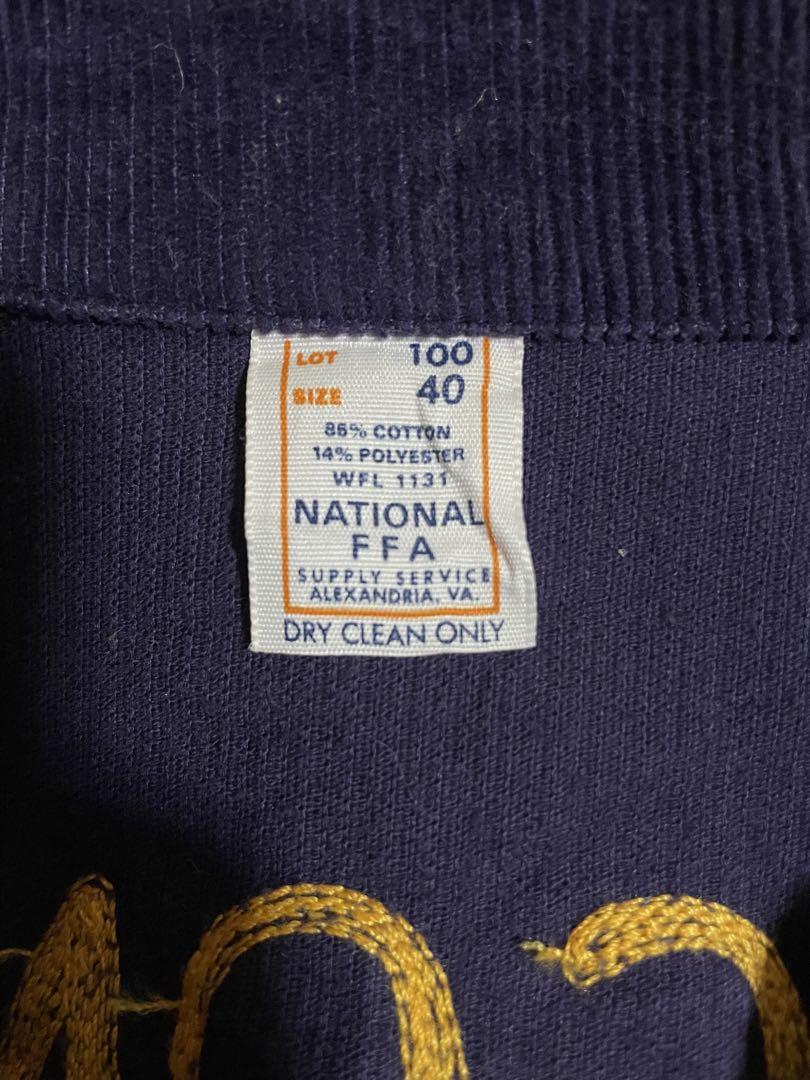 LOT 100
SIZE 40
86% COTTON
14% POLYESTER
WFL 1131
NATIONAL
FFA
SUPPLY SERVICE
ALEXANDRIA, VA.
DRY CLEAN ONLY